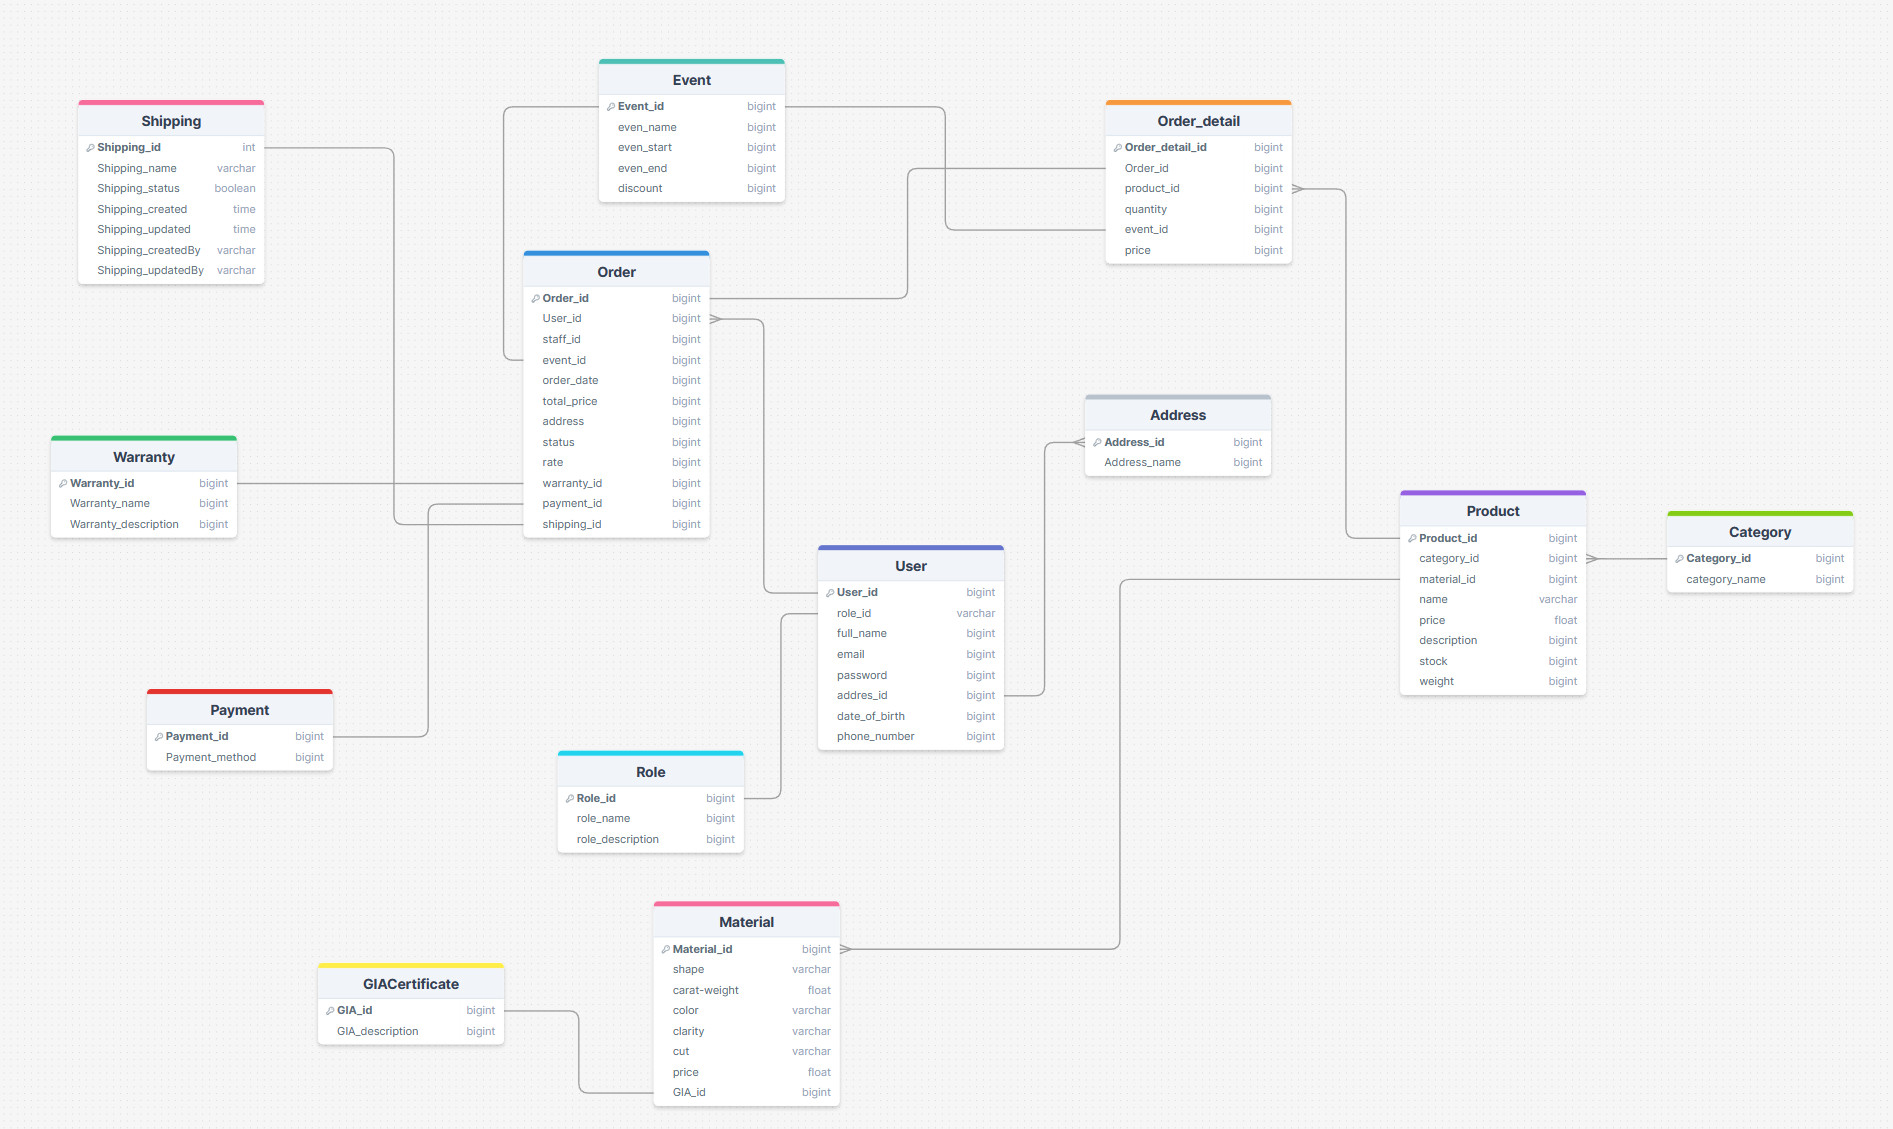 Event
Event_id bigint
even_name bigint
even_start bigint
even_end bigint
discount bigint
Shipping
Shipping_id int
Shipping_name varchar
Shipping_status boolean
Shipping_created time
Shipping_updated time
Shipping_createdBy varchar
Shipping_updatedBy varchar
Order_detail
Order_detail_id bigint
Order_id bigint
product_id bigint
quantity bigint
event_id bigint
price bigint
Order
Order_id bigint
User_id bigint
staff_id bigint
event_id bigint
order_date bigint
total_price bigint
address bigint
status bigint
rate bigint
warranty_id bigint
payment_id bigint
shipping_id bigint
Address
Address_id bigint
Address_name bigint
Warranty
Warranty_id bigint
Warranty_name bigint
Warranty_description bigint
Product
Product_id bigint
category_id bigint
material_id bigint
name varchar
price float
description bigint
stock bigint
weight bigint
Category
Category_id bigint
category_name bigint
User
User_id bigint
role_id varchar
full_name bigint
email bigint
password bigint
addres_id bigint
date_of_birth bigint
phone_number bigint
Payment
Payment_id bigint
Payment_method bigint
Role
Role_id bigint
role_name bigint
role_description bigint
Material
Material_id bigint
shape varchar
carat-weight float
color varchar
clarity varchar
cut varchar
price float
GIA_id bigint
GIACertificate
GIA_id bigint
GIA_description bigint